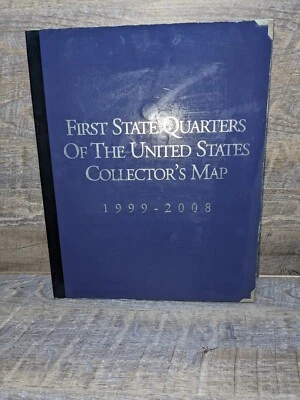 FIRST STATE QUARTERS
OF THE UNITED STATES
COLLECTOR'S MAP
1999-2008